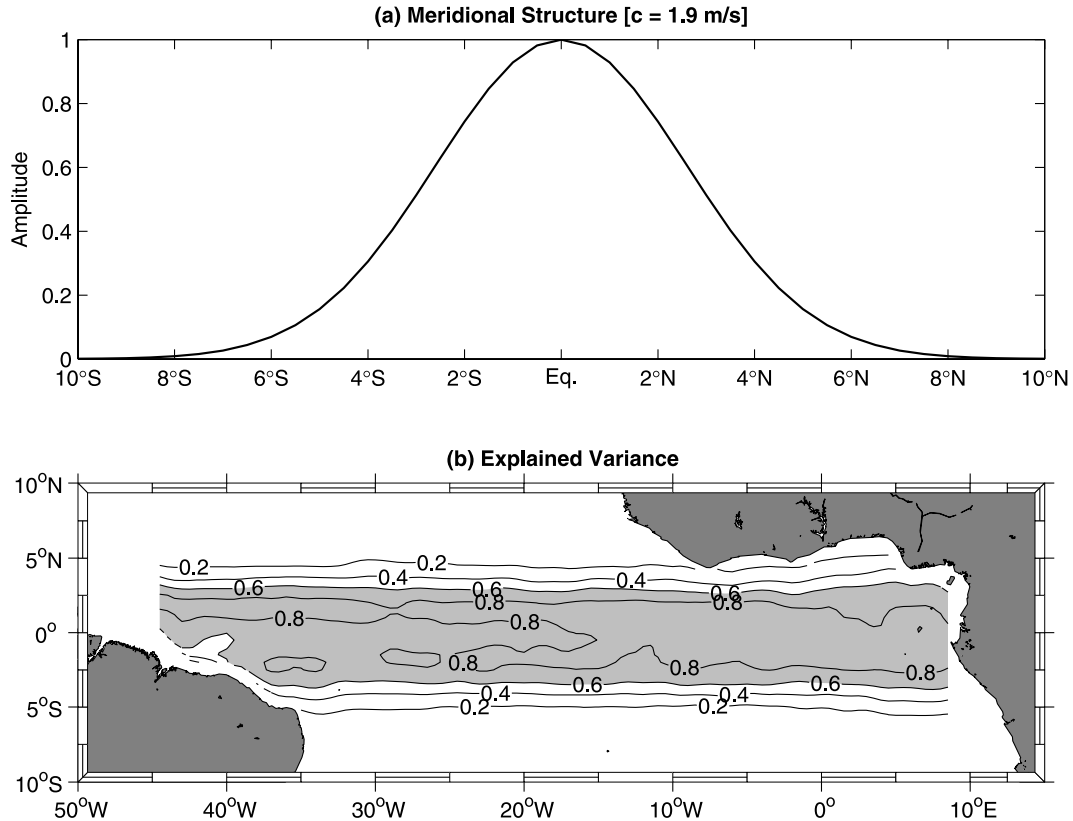 (a) Meridional Structure [c = 1.9 m/s]
1
0.8
0.6
0.4
0.2
0
Amplitude
10°S 8°S 6°S 4°S 2°S Eq. 2°N 4°N 6°N 8°N 10°N
(b) Explained Variance
10°N
5°N
0°
5°S
10°S
0.2 0.2
0.4 0.4
0.6 0.6 0.6
0.8 0.8
0.8 0.8
0.8 0.8 0.8
0.6 0.6
0.4 0.4
0.2 0.2
50°W 40°W 30°W 20°W 10°W 0° 10°E